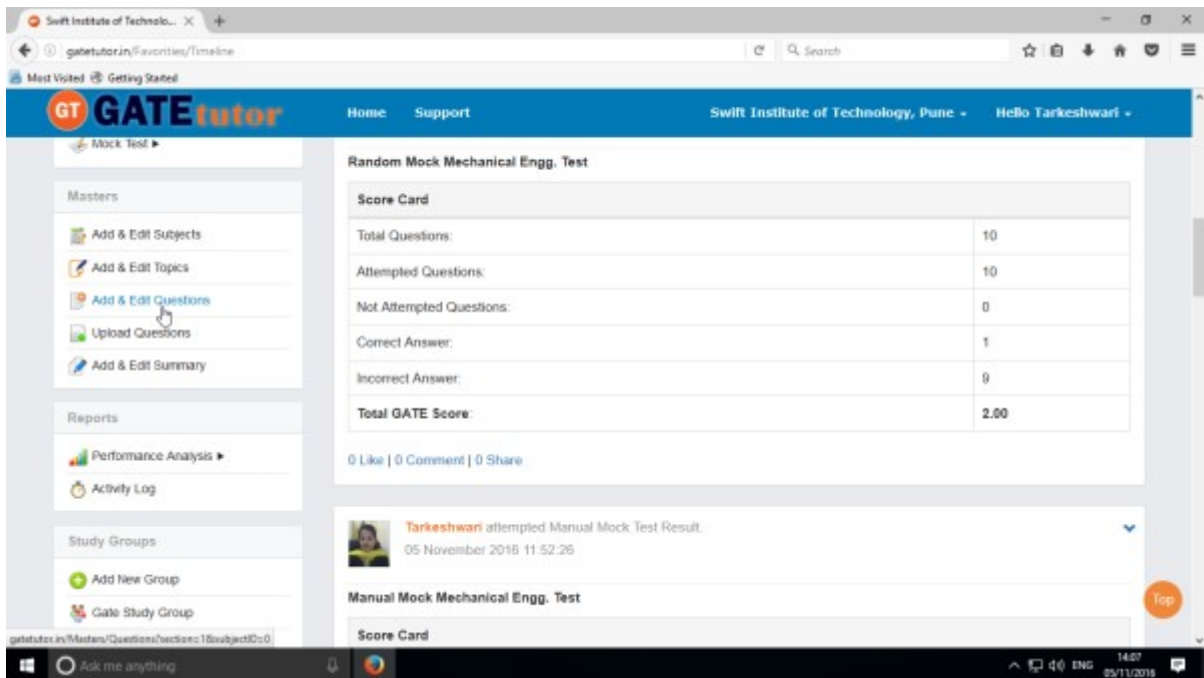 Swift Institute of Technolo...
gatetutor.in/Favorities/Timeline
Search
Most Visited Getting Started
GT GATEtutor
Home Support Swift Institute of Technology, Pune Hello Tarkeshwari
Mock Test
Masters
Add & Edit Subjects
Add & Edit Topics
Add & Edit Questions
Upload Questions
Add & Edit Summary
Reports
Performance Analysis
Activity Log
Study Groups
Add New Group
Gate Study Group
Random Mock Mechanical Engg. Test
Score Card
Total Questions: 10
Attempted Questions: 10
Not Attempted Questions: 0
Correct Answer: 1
Incorrect Answer: 9
Total GATE Score: 2.00
0 Like | 0 Comment | 0 Share
Tarkeshwari attempted Manual Mock Test Result.
05 November 2016 11:52:26
Manual Mock Mechanical Engg. Test
Score Card
Top
gatetutor.in/Masters/Questions?section=1&subjectID=0
Ask me anything
ENG
14:07
05/11/2016